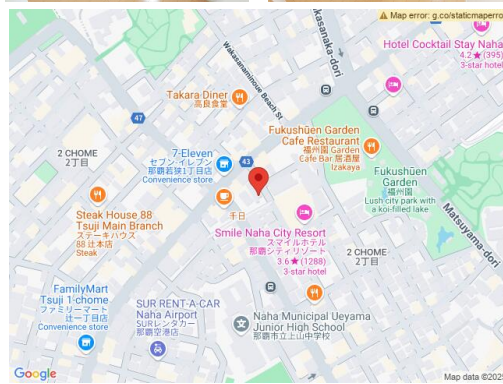 Map error: g.co/staticmaperro
Wakasanaka-dori
Hotel Cocktail Stay Naha
4.2★(395)
3-star hotel
Wakasaminoue Beach St.
Takara Diner
高良食堂
47
Fukushūen Garden
Cafe Restaurant
福州園 Garden
Cafe Bar 居酒屋
Izakaya
7-Eleven
セブン-イレブン
那覇若狭1丁目店
Convenience store
43
2 CHOME
2丁目
Fukushūen
Garden
福州園
Lush city park with
a koi-filled lake
千日
Steak House 88
Tsuji Main Branch
ステーキハウス
88 辻本店
Steak
Smile Naha City Resort
スマイルホテル
那覇シティリゾート
3.6★(1288)
3-star hotel
Matsuyama-dori
2 CHOME
2丁目
FamilyMart
Tsuji 1-chome
ファミリーマート
辻一丁目店
Convenience store
SUR RENT-A-CAR
Naha Airport
SURレンタカー
那覇空港店
Naha Municipal Ueyama
Junior High School
那覇市立上山中学校
Google
Map data ©202